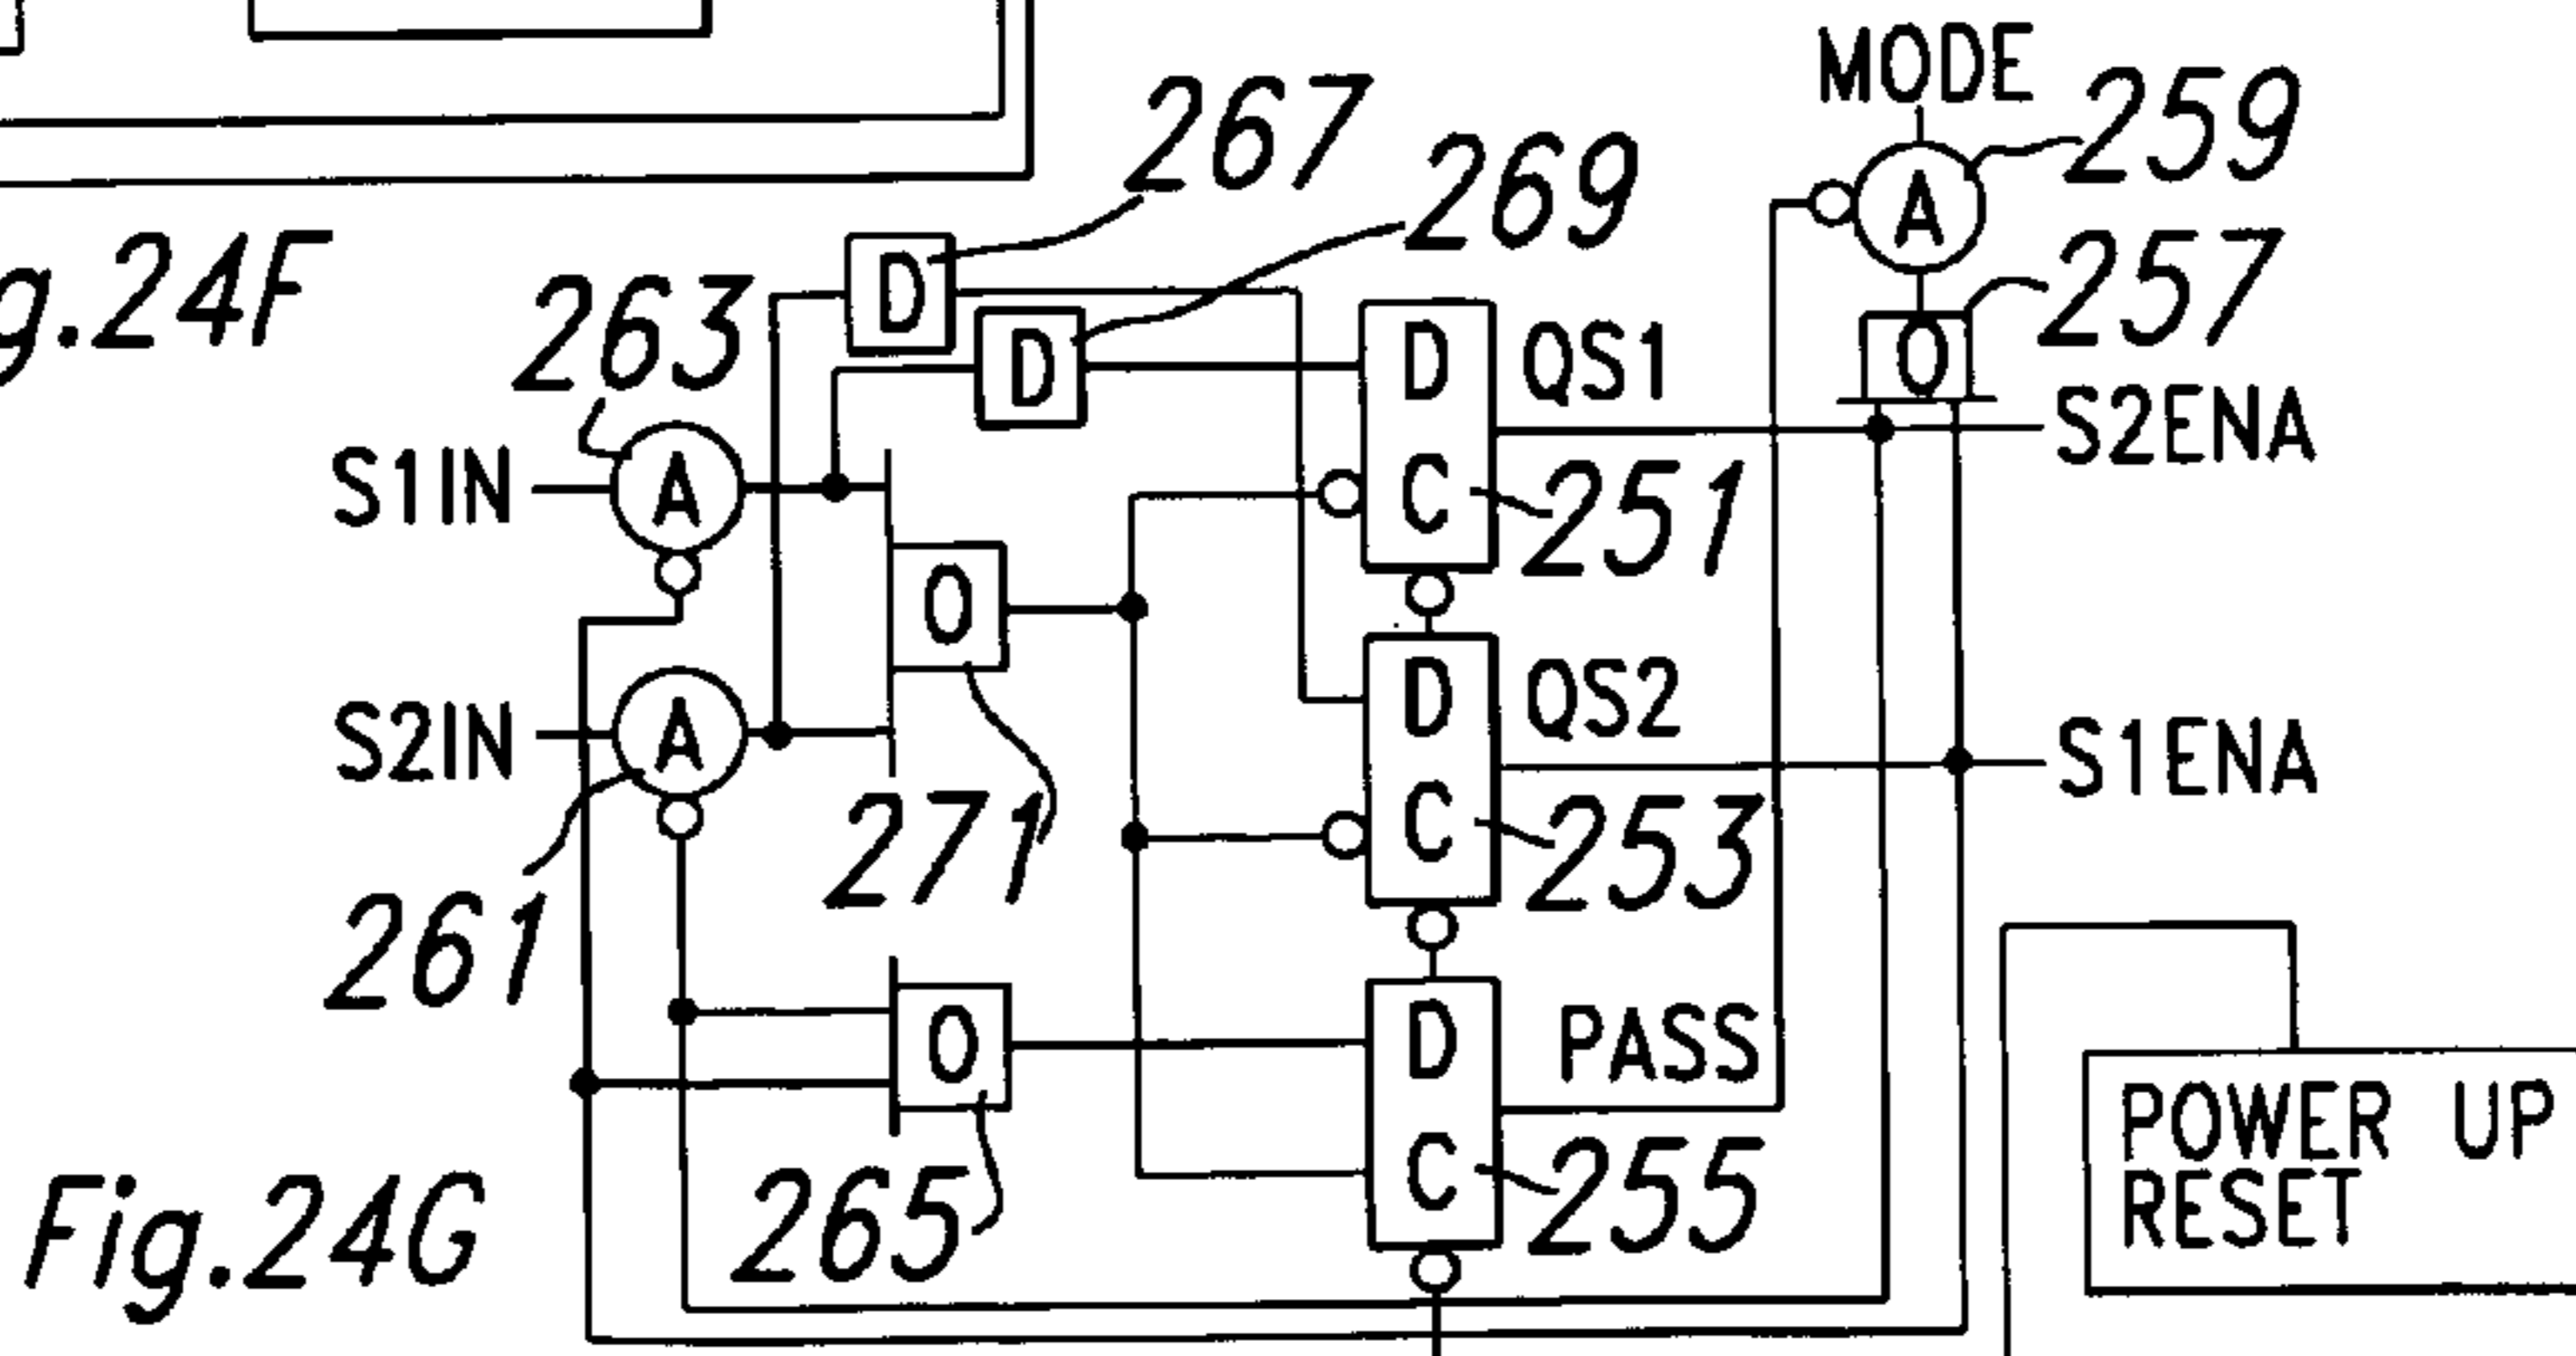 MODE
259
267
269
g.24F
263
D
A
257
D
D
QS1
O
S2ENA
S1IN
A
C
251
O
D
QS2
S2IN
A
S1ENA
271
C
253
261
O
D
PASS
POWER UP
RESET
265
C
255
Fig.24G